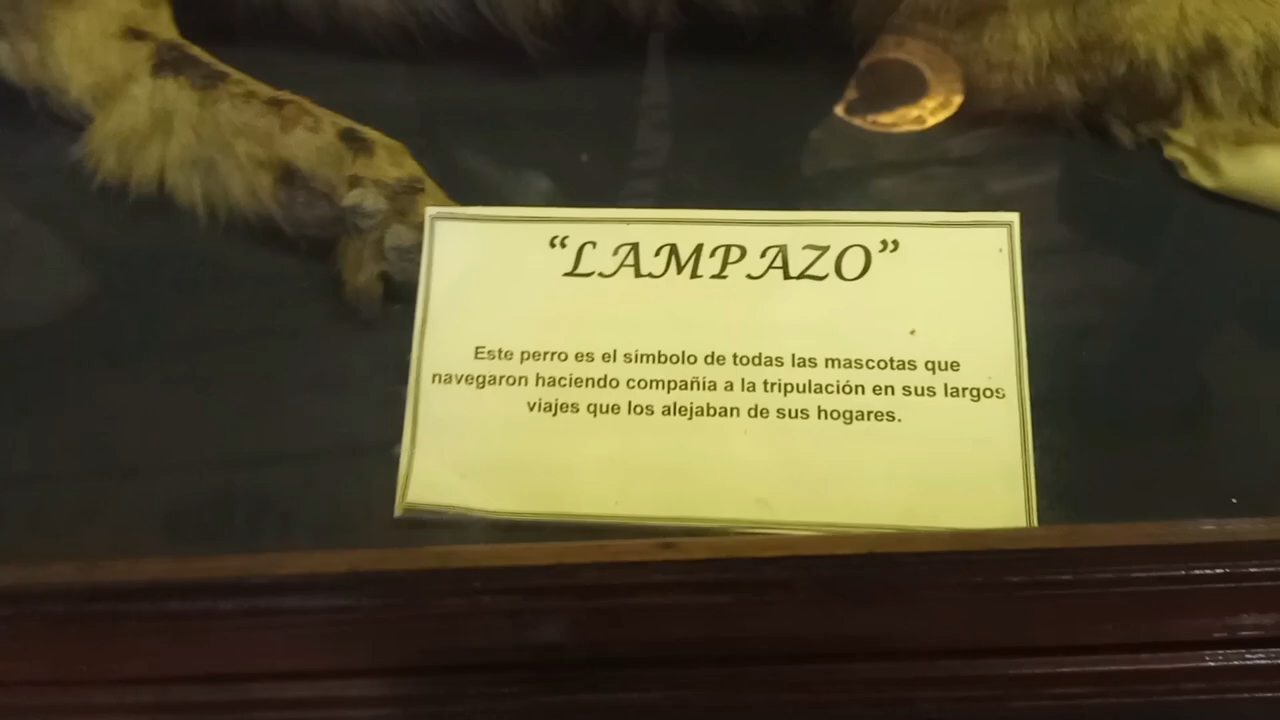 “LAMPAZO”
Este perro es el símbolo de todas las mascotas que
navegaron haciendo compañia a la tripulación en sus largos
viajes que los alejaban de sus hogares.